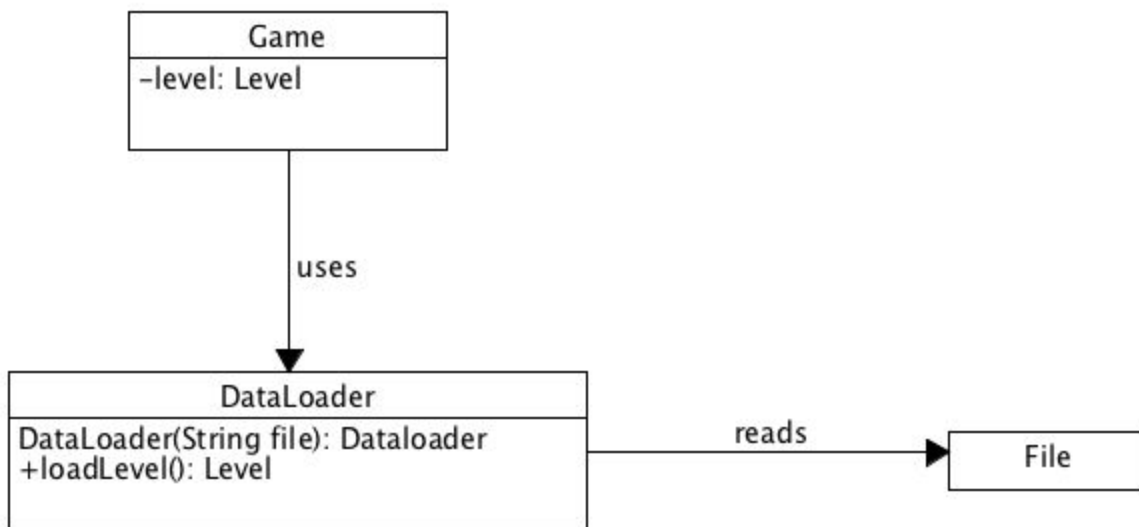 Game
-level: Level
uses
DataLoader
DataLoader(String file): Dataloader
+loadLevel(): Level
reads
File